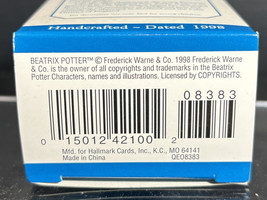 Handcrafted – Dated 1998
BEATRIX POTTER™ © Frederick Warne & Co. 1998 Frederick Warne
& Co. is the owner of all copyrights and trademarks in the Beatrix
Potter Characters, names and illustrations. Licensed by COPYRIGHTS.
08383
0 15012 42100 2
Mfd. for Hallmark Cards, Inc., K.C., MO 64141
Made in China QEO8383